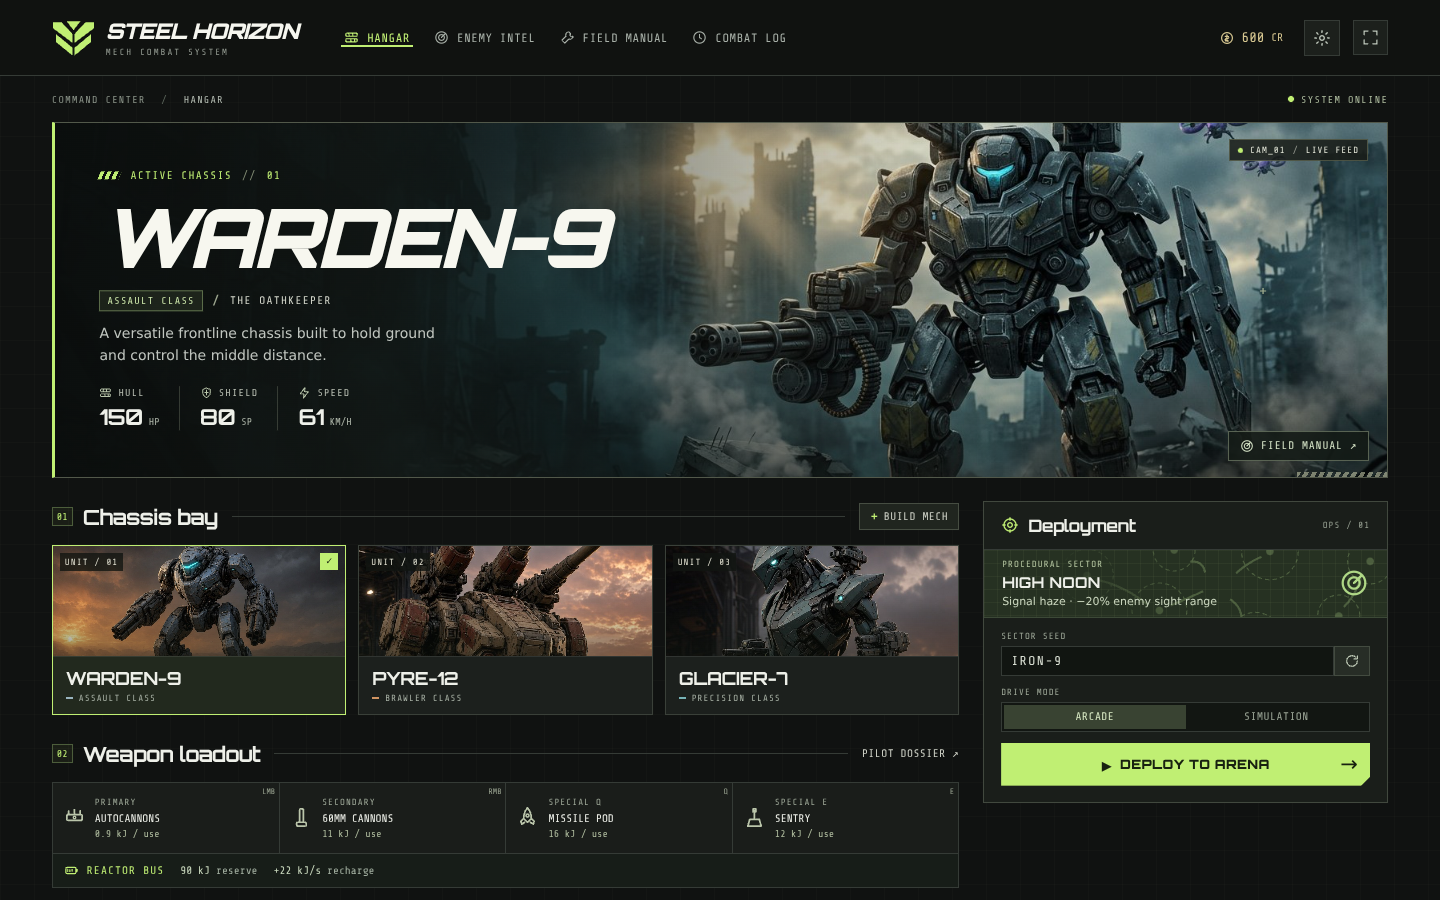 STEEL HORIZON
MECH COMBAT SYSTEM
HANGAR
ENEMY INTEL
FIELD MANUAL
COMBAT LOG
600 CR
COMMAND CENTER / HANGAR
SYSTEM ONLINE
ACTIVE CHASSIS // 01
CAM_01 / LIVE FEED
WARDEN-9
ASSAULT CLASS / THE OATHKEEPER
A versatile frontline chassis built to hold ground
and control the middle distance.
HULL
150 HP
SHIELD
80 SP
SPEED
61 KM/H
FIELD MANUAL ↗
01 Chassis bay
+ BUILD MECH
UNIT / 01
WARDEN-9
ASSAULT CLASS
UNIT / 02
PYRE-12
BRAWLER CLASS
UNIT / 03
GLACIER-7
PRECISION CLASS
02 Weapon loadout
PILOT DOSSIER ↗
LMB
PRIMARY
AUTOCANNONS
0.9 kJ / use
RMB
SECONDARY
60MM CANNONS
11 kJ / use
Q
SPECIAL Q
MISSILE POD
16 kJ / use
E
SPECIAL E
SENTRY
12 kJ / use
REACTOR BUS 90 kJ reserve +22 kJ/s recharge
Deployment
OPS / 01
PROCEDURAL SECTOR
HIGH NOON
Signal haze · −20% enemy sight range
SECTOR SEED
IRON-9
DRIVE MODE
ARCADE
SIMULATION
▶ DEPLOY TO ARENA →